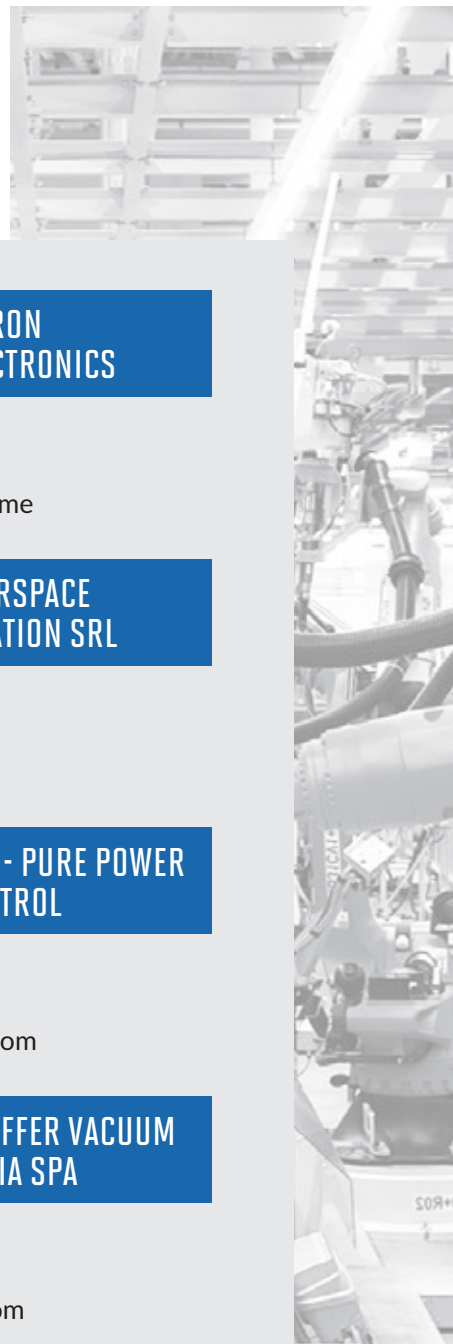 RON
CTRONICS
me
RSPACE
ATION SRL
- PURE POWER
TROL
om
FFER VACUUM
IA SPA
om